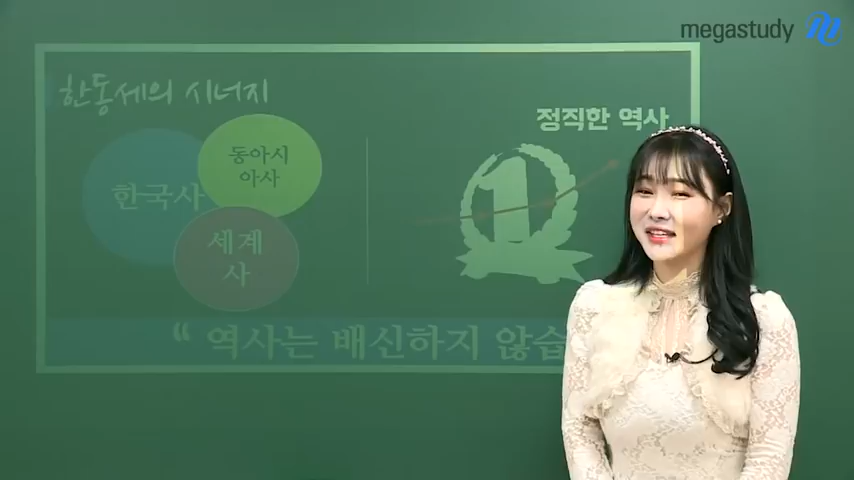 megastudy
한동세의 시너지
정직한 역사
동아시
아사
한국사
1
세계
사
“ 역사는 배신하지 않습